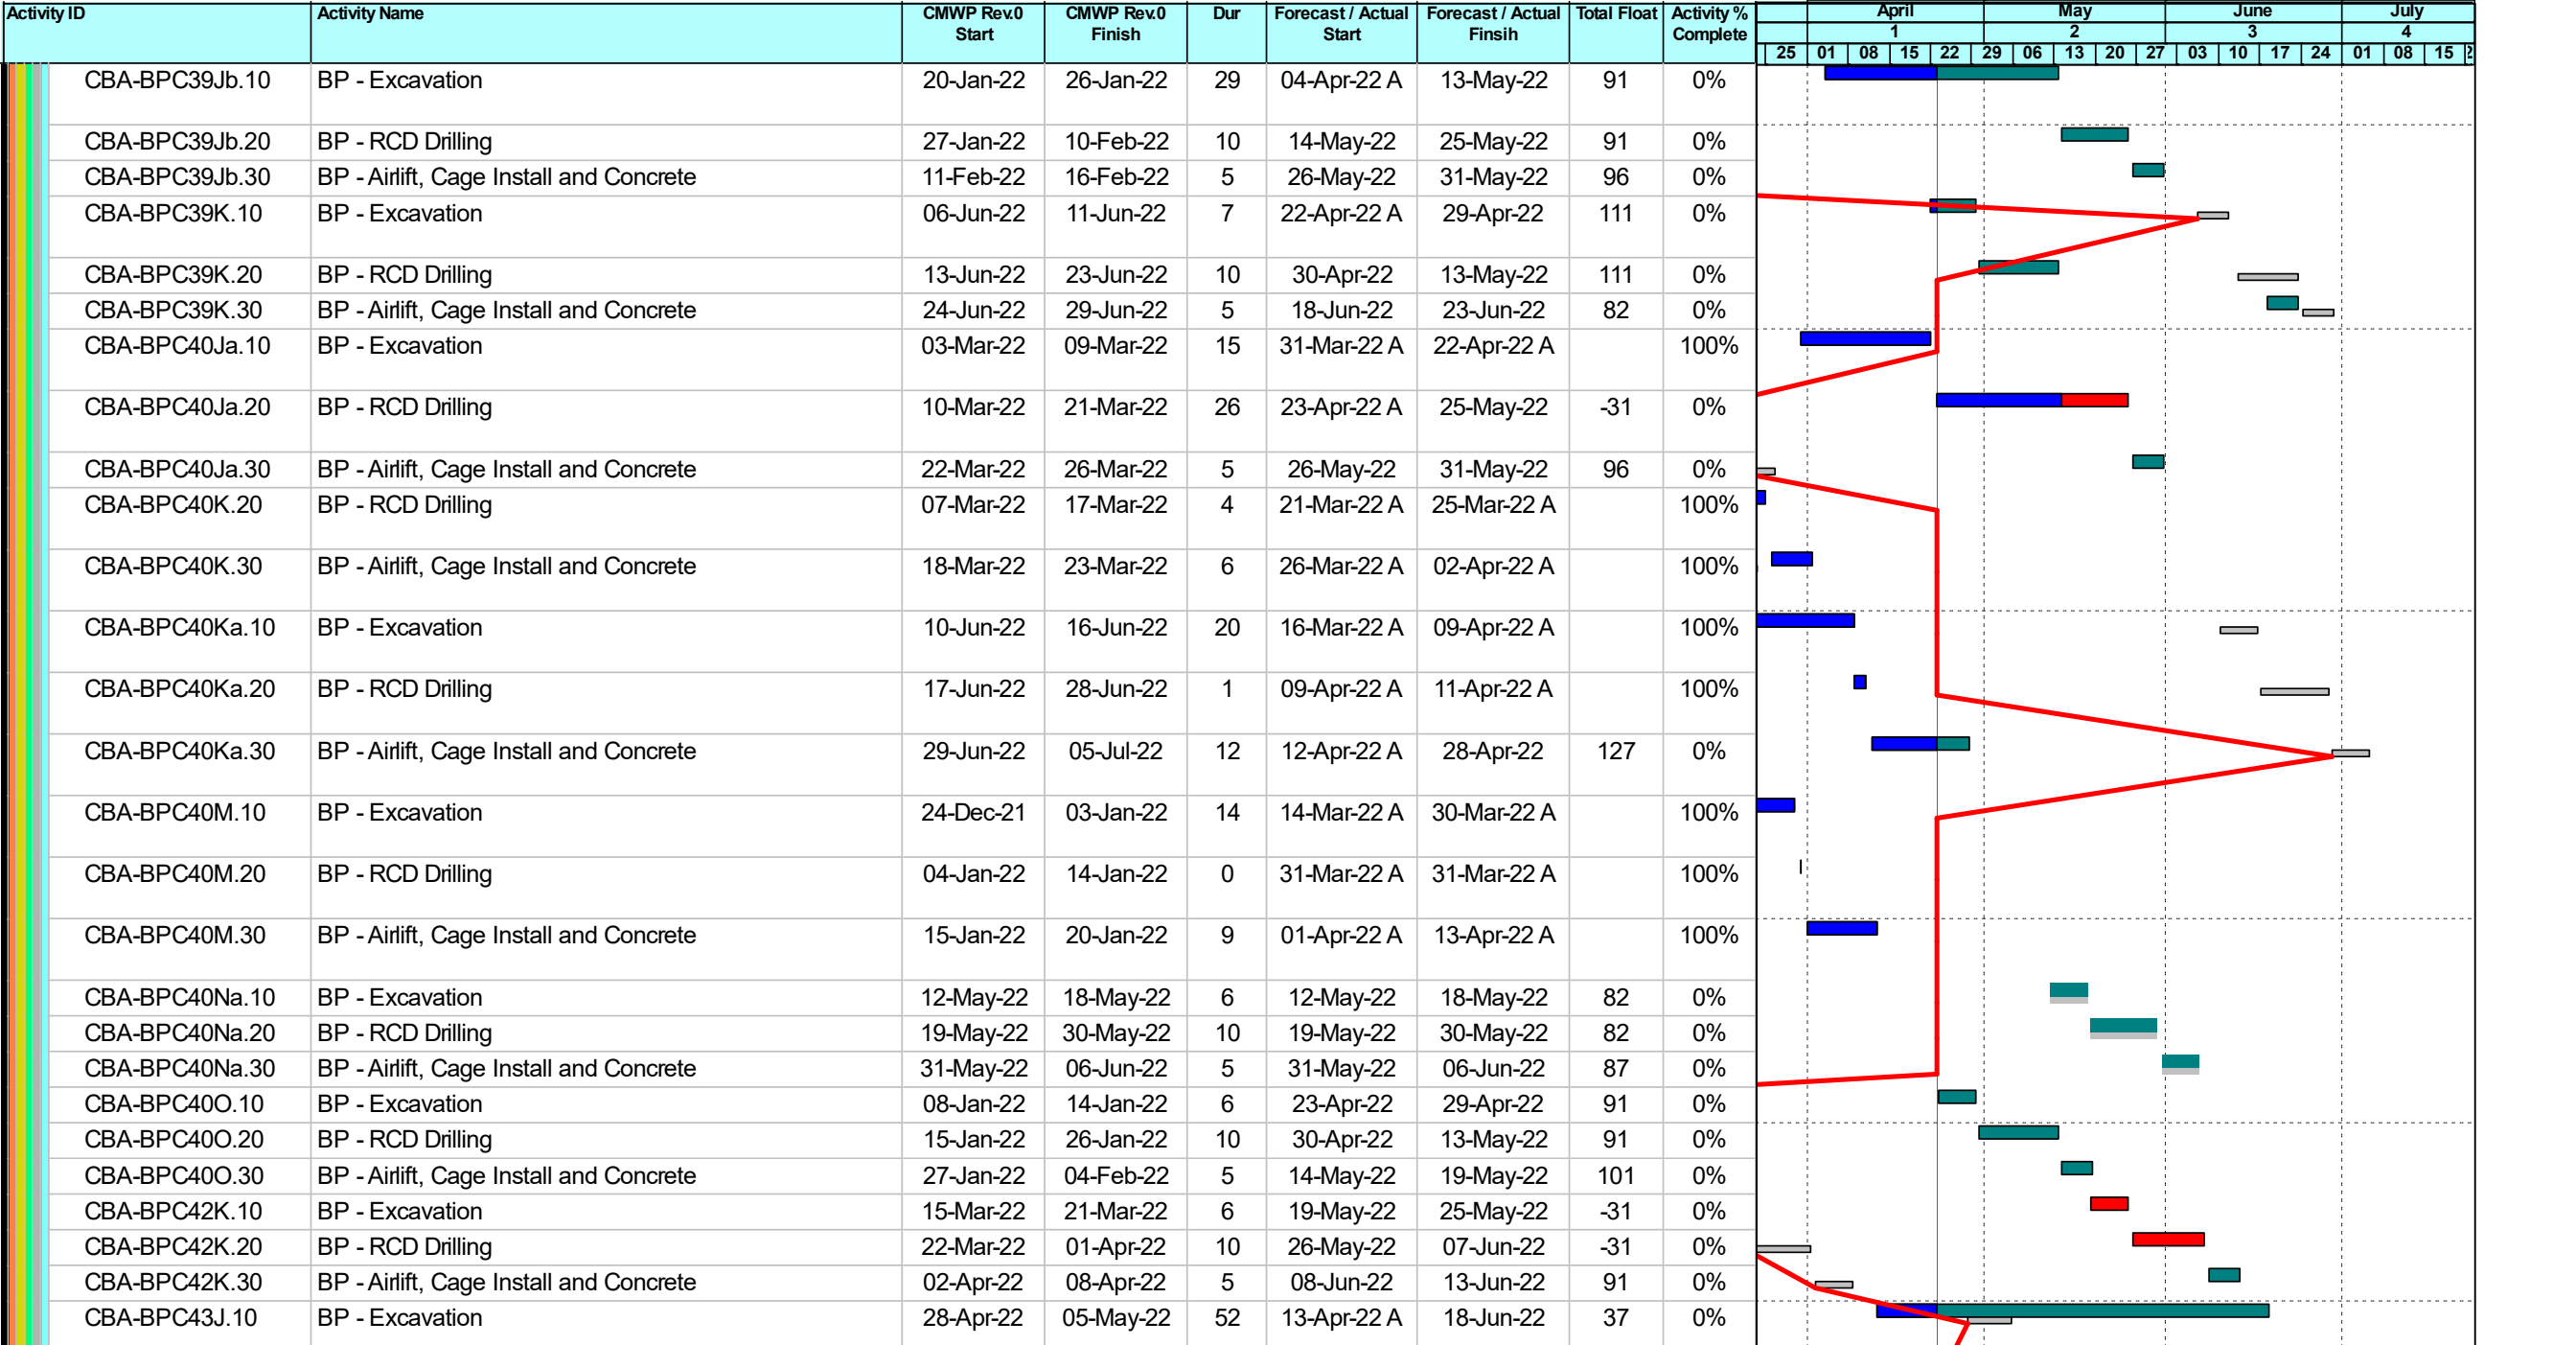 Activity ID Activity Name CMWP Rev.0 Start CMWP Rev.0 Finish Dur Forecast / Actual Start Forecast / Actual Finsih Total Float Activity % Complete April May June July
1 2 3 4
25 01 08 15 22 29 06 13 20 27 03 10 17 24 01 08 15
CBA-BPC39Jb.10 BP - Excavation 20-Jan-22 26-Jan-22 29 04-Apr-22 A 13-May-22 91 0%
CBA-BPC39Jb.20 BP - RCD Drilling 27-Jan-22 10-Feb-22 10 14-May-22 25-May-22 91 0%
CBA-BPC39Jb.30 BP - Airlift, Cage Install and Concrete 11-Feb-22 16-Feb-22 5 26-May-22 31-May-22 96 0%
CBA-BPC39K.10 BP - Excavation 06-Jun-22 11-Jun-22 7 22-Apr-22 A 29-Apr-22 111 0%
CBA-BPC39K.20 BP - RCD Drilling 13-Jun-22 23-Jun-22 10 30-Apr-22 13-May-22 111 0%
CBA-BPC39K.30 BP - Airlift, Cage Install and Concrete 24-Jun-22 29-Jun-22 5 18-Jun-22 23-Jun-22 82 0%
CBA-BPC40Ja.10 BP - Excavation 03-Mar-22 09-Mar-22 15 31-Mar-22 A 22-Apr-22 A 100%
CBA-BPC40Ja.20 BP - RCD Drilling 10-Mar-22 21-Mar-22 26 23-Apr-22 A 25-May-22 -31 0%
CBA-BPC40Ja.30 BP - Airlift, Cage Install and Concrete 22-Mar-22 26-Mar-22 5 26-May-22 31-May-22 96 0%
CBA-BPC40K.20 BP - RCD Drilling 07-Mar-22 17-Mar-22 4 21-Mar-22 A 25-Mar-22 A 100%
CBA-BPC40K.30 BP - Airlift, Cage Install and Concrete 18-Mar-22 23-Mar-22 6 26-Mar-22 A 02-Apr-22 A 100%
CBA-BPC40Ka.10 BP - Excavation 10-Jun-22 16-Jun-22 20 16-Mar-22 A 09-Apr-22 A 100%
CBA-BPC40Ka.20 BP - RCD Drilling 17-Jun-22 28-Jun-22 1 09-Apr-22 A 11-Apr-22 A 100%
CBA-BPC40Ka.30 BP - Airlift, Cage Install and Concrete 29-Jun-22 05-Jul-22 12 12-Apr-22 A 28-Apr-22 127 0%
CBA-BPC40M.10 BP - Excavation 24-Dec-21 03-Jan-22 14 14-Mar-22 A 30-Mar-22 A 100%
CBA-BPC40M.20 BP - RCD Drilling 04-Jan-22 14-Jan-22 0 31-Mar-22 A 31-Mar-22 A 100%
CBA-BPC40M.30 BP - Airlift, Cage Install and Concrete 15-Jan-22 20-Jan-22 9 01-Apr-22 A 13-Apr-22 A 100%
CBA-BPC40Na.10 BP - Excavation 12-May-22 18-May-22 6 12-May-22 18-May-22 82 0%
CBA-BPC40Na.20 BP - RCD Drilling 19-May-22 30-May-22 10 19-May-22 30-May-22 82 0%
CBA-BPC40Na.30 BP - Airlift, Cage Install and Concrete 31-May-22 06-Jun-22 5 31-May-22 06-Jun-22 87 0%
CBA-BPC40O.10 BP - Excavation 08-Jan-22 14-Jan-22 6 23-Apr-22 29-Apr-22 91 0%
CBA-BPC40O.20 BP - RCD Drilling 15-Jan-22 26-Jan-22 10 30-Apr-22 13-May-22 91 0%
CBA-BPC40O.30 BP - Airlift, Cage Install and Concrete 27-Jan-22 04-Feb-22 5 14-May-22 19-May-22 101 0%
CBA-BPC42K.10 BP - Excavation 15-Mar-22 21-Mar-22 6 19-May-22 25-May-22 -31 0%
CBA-BPC42K.20 BP - RCD Drilling 22-Mar-22 01-Apr-22 10 26-May-22 07-Jun-22 -31 0%
CBA-BPC42K.30 BP - Airlift, Cage Install and Concrete 02-Apr-22 08-Apr-22 5 08-Jun-22 13-Jun-22 91 0%
CBA-BPC43J.10 BP - Excavation 28-Apr-22 05-May-22 52 13-Apr-22 A 18-Jun-22 37 0%